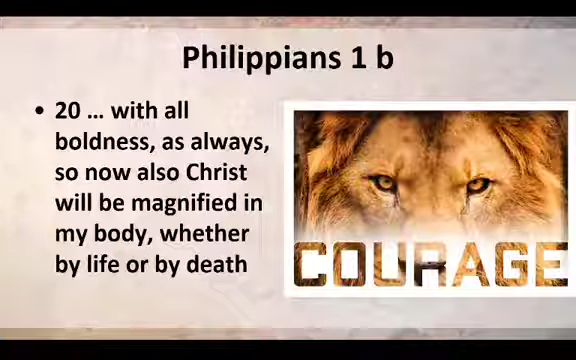 Philippians 1 b
• 20 … with all
boldness, as always,
so now also Christ
will be magnified in
my body, whether
by life or by death
COURAGE